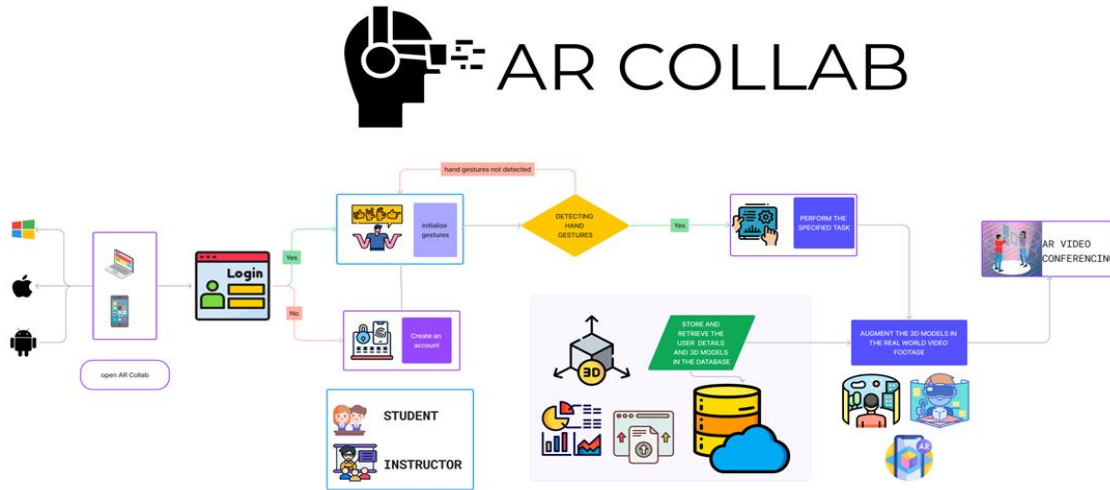 AR COLLAB
hand gestures not detected
Initialize
gestures
DETECTING
HAND
GESTURES
Yes
PERFORM THE
SPECIFIED TASK
AR VIDEO
CONFERENCING
Login
Yes
No
Create an
account
open AR Collab
STUDENT
INSTRUCTOR
3D
STORE AND
RETRIEVE THE
USER DETAILS
AND 3D MODELS
IN THE DATABASE
AUGMENT THE 3D MODELS IN
THE REAL WORLD VIDEO
FOOTAGE
AR